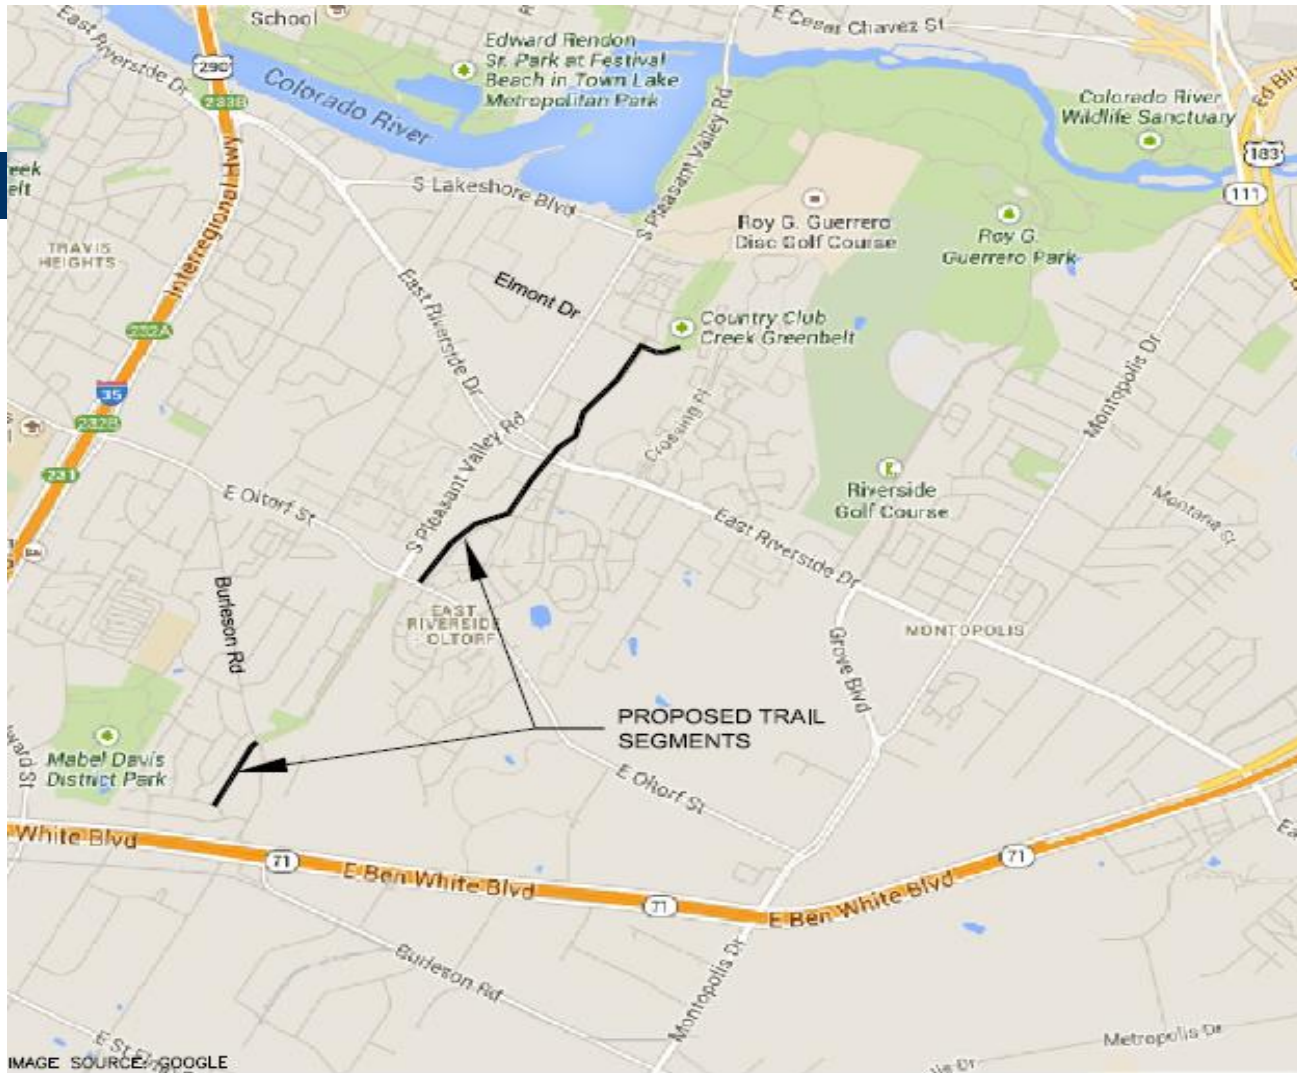 School
E Cesar Chavez St
East Riverside Dr
290
233B
Colorado River
Edward Rendon
Sr. Park at Festival
Beach in Town Lake
Metropolitan Park
S Pleasant Valley Rd
Colorado River
Wildlife Sanctuary
183
111
S Lakeshore Blvd
Roy G. Guerrero
Disc Golf Course
Roy G.
Guerrero Park
TRAVIS
HEIGHTS
Interregional Hwy
232A
Elmont Dr
East Riverside Dr
Country Club
Creek Greenbelt
35
232B
231
Montopolis Dr
Crossing Pl
S Pleasant Valley Rd
E Oltorf St
Riverside
Golf Course
Montana St
East Riverside Dr
Burleson Rd
EAST
RIVERSIDE
OLTORF
MONTOPOLIS
Grove Blvd
PROPOSED TRAIL
SEGMENTS
Mabel Davis
District Park
E Oltorf St
White Blvd
71
E Ben White Blvd
71
E Ben White Blvd
71
Burleson Rd
Montopolis Dr
Metropolis Dr
IMAGE SOURCE: GOOGLE